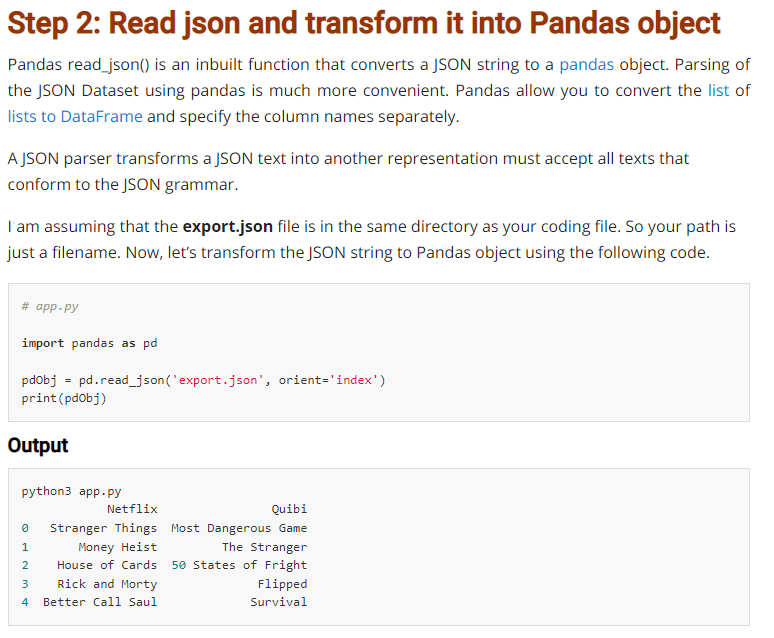 Step 2: Read json and transform it into Pandas object
Pandas read_json() is an inbuilt function that converts a JSON string to a pandas object. Parsing of
the JSON Dataset using pandas is much more convenient. Pandas allow you to convert the list of
lists to DataFrame and specify the column names separately.
A JSON parser transforms a JSON text into another representation must accept all texts that
conform to the JSON grammar.
I am assuming that the export.json file is in the same directory as your coding file. So your path is
just a filename. Now, let’s transform the JSON string to Pandas object using the following code.
# app.py
import pandas as pd
pdObj = pd.read_json('export.json', orient='index')
print(pdObj)
Output
python3 app.py
Netflix Quibi
0 Stranger Things Most Dangerous Game
1 Money Heist The Stranger
2 House of Cards 50 States of Fright
3 Rick and Morty Flipped
4 Better Call Saul Survival